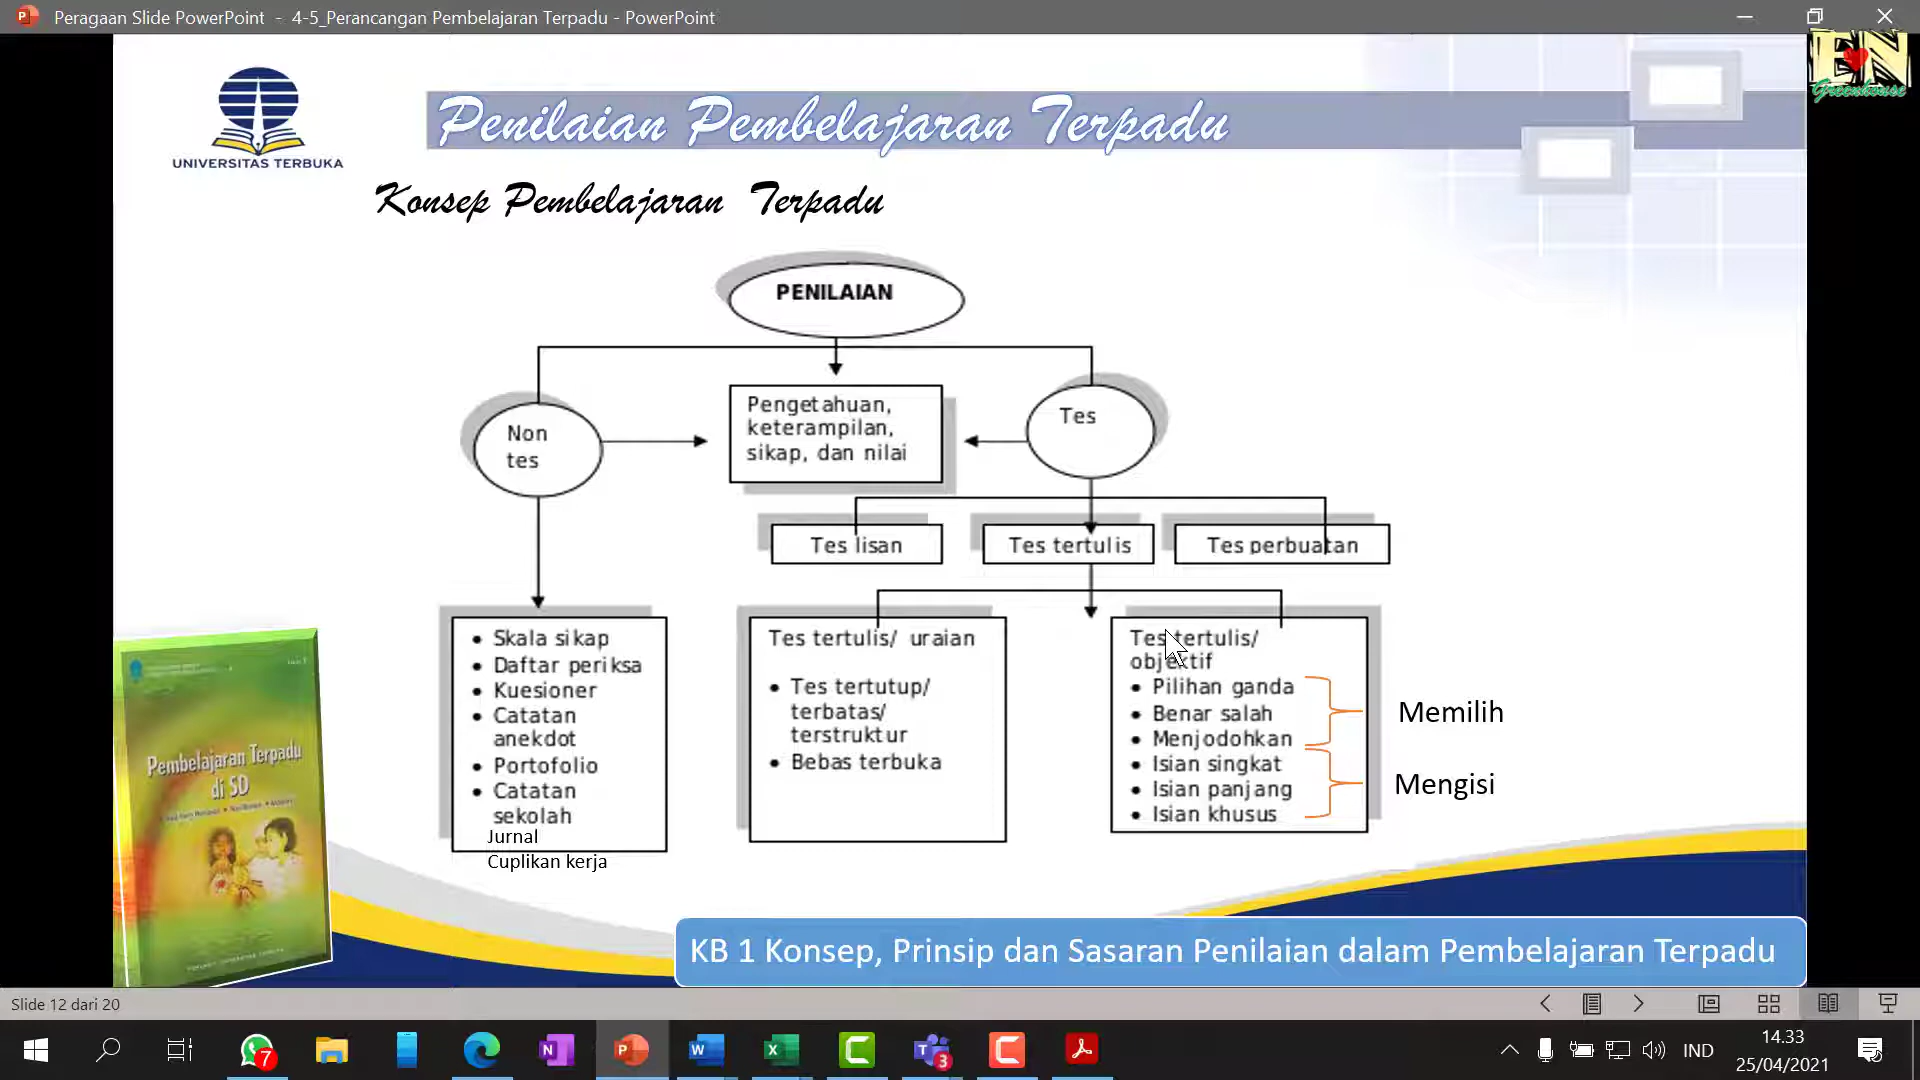 Peragaan Slide PowerPoint - 4-5_Perancangan Pembelajaran Terpadu - PowerPoint
EN
Greenhouse
UNIVERSITAS TERBUKA
Penilaian Pembelajaran Terpadu
Konsep Pembelajaran Terpadu
PENILAIAN
Non
tes
Pengetahuan,
keterampilan,
sikap, dan nilai
Tes
Tes lisan
Tes tertulis
Tes perbuatan
• Skala sikap
• Daftar periksa
• Kuesioner
• Catatan
anekdot
• Portofolio
• Catatan
sekolah
Jurnal
Cuplikan kerja
Tes tertulis/ uraian
• Tes tertutup/
terbatas/
terstruktur
• Bebas terbuka
Tes tertulis/
objektif
• Pilihan ganda
• Benar salah
• Menjodohkan
• Isian singkat
• Isian panjang
• Isian khusus
Memilih
Mengisi
Pembelajaran Terpadu
di SD
KB 1 Konsep, Prinsip dan Sasaran Penilaian dalam Pembelajaran Terpadu
Slide 12 dari 20
7
3
IND
14.33
25/04/2021